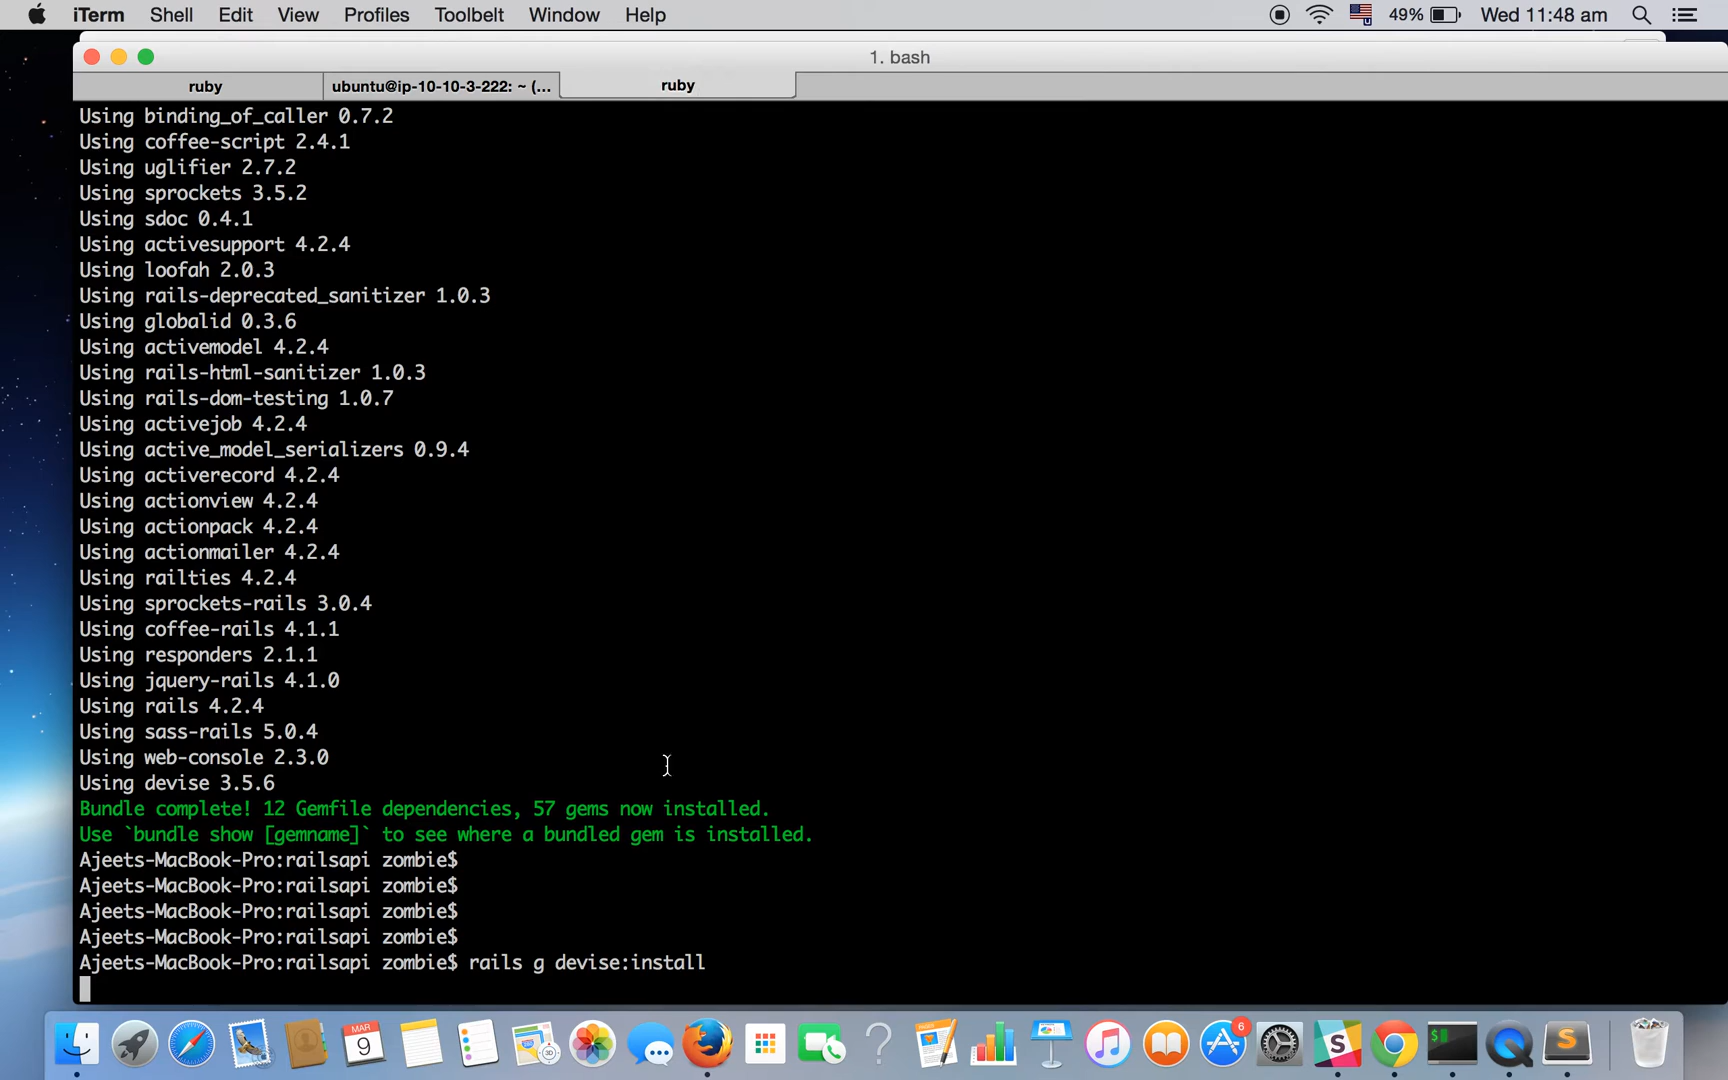 iTerm Shell Edit View Profiles Toolbelt Window Help 49% Wed 11:48 am
1. bash
ruby ubuntu@ip-10-10-3-222: ~ (... ruby
Using binding_of_caller 0.7.2
Using coffee-script 2.4.1
Using uglifier 2.7.2
Using sprockets 3.5.2
Using sdoc 0.4.1
Using activesupport 4.2.4
Using loofah 2.0.3
Using rails-deprecated_sanitizer 1.0.3
Using globalid 0.3.6
Using activemodel 4.2.4
Using rails-html-sanitizer 1.0.3
Using rails-dom-testing 1.0.7
Using activejob 4.2.4
Using active_model_serializers 0.9.4
Using activerecord 4.2.4
Using actionview 4.2.4
Using actionpack 4.2.4
Using actionmailer 4.2.4
Using railties 4.2.4
Using sprockets-rails 3.0.4
Using coffee-rails 4.1.1
Using responders 2.1.1
Using jquery-rails 4.1.0
Using rails 4.2.4
Using sass-rails 5.0.4
Using web-console 2.3.0
Using devise 3.5.6
Bundle complete! 12 Gemfile dependencies, 57 gems now installed.
Use `bundle show [gemname]` to see where a bundled gem is installed.
Ajeets-MacBook-Pro:railsapi zombie$
Ajeets-MacBook-Pro:railsapi zombie$
Ajeets-MacBook-Pro:railsapi zombie$
Ajeets-MacBook-Pro:railsapi zombie$
Ajeets-MacBook-Pro:railsapi zombie$ rails g devise:install
MAR
9
6